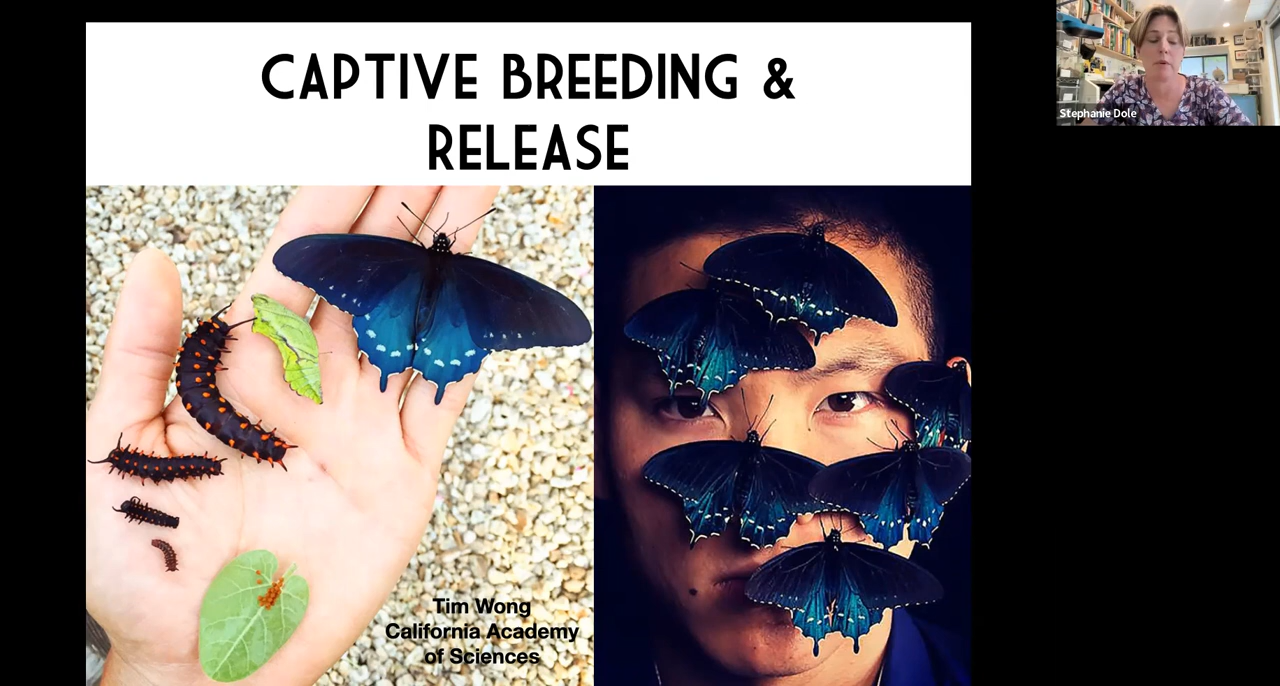 CAPTIVE BREEDING &
RELEASE
Stephanie Dole
Tim Wong
California Academy
of Sciences